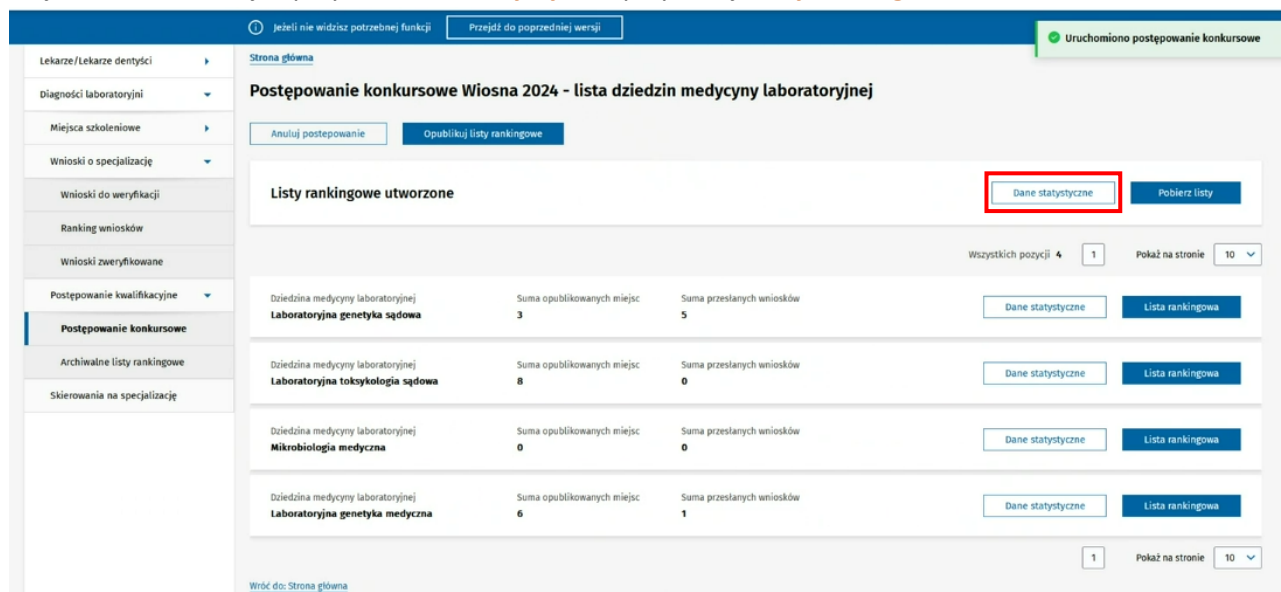 Jeżeli nie widzisz potrzebnej funkcji Przejdź do poprzedniej wersji
Uruchomiono postępowanie konkursowe
Lekarze/Lekarze dentyści
Diagności laboratoryjni
Miejsca szkoleniowe
Wnioski o specjalizację
Wnioski do weryfikacji
Ranking wniosków
Wnioski zweryfikowane
Postępowanie kwalifikacyjne
Postępowanie konkursowe
Archiwalne listy rankingowe
Skierowania na specjalizację
Strona główna
Postępowanie konkursowe Wiosna 2024 - lista dziedzin medycyny laboratoryjnej
Anuluj postepowanie Opublikuj listy rankingowe
Listy rankingowe utworzone Dane statystyczne Pobierz listy
Wszystkich pozycji 4 1 Pokaż na stronie 10
Dziedzina medycyny laboratoryjnej Suma opublikowanych miejsc Suma przesłanych wniosków
Laboratoryjna genetyka sądowa 3 5 Dane statystyczne Lista rankingowa
Dziedzina medycyny laboratoryjnej Suma opublikowanych miejsc Suma przesłanych wniosków
Laboratoryjna toksykologia sądowa 8 0 Dane statystyczne Lista rankingowa
Dziedzina medycyny laboratoryjnej Suma opublikowanych miejsc Suma przesłanych wniosków
Mikrobiologia medyczna 0 0 Dane statystyczne Lista rankingowa
Dziedzina medycyny laboratoryjnej Suma opublikowanych miejsc Suma przesłanych wniosków
Laboratoryjna genetyka medyczna 6 1 Dane statystyczne Lista rankingowa
1 Pokaż na stronie 10
Wróć do: Strona główna